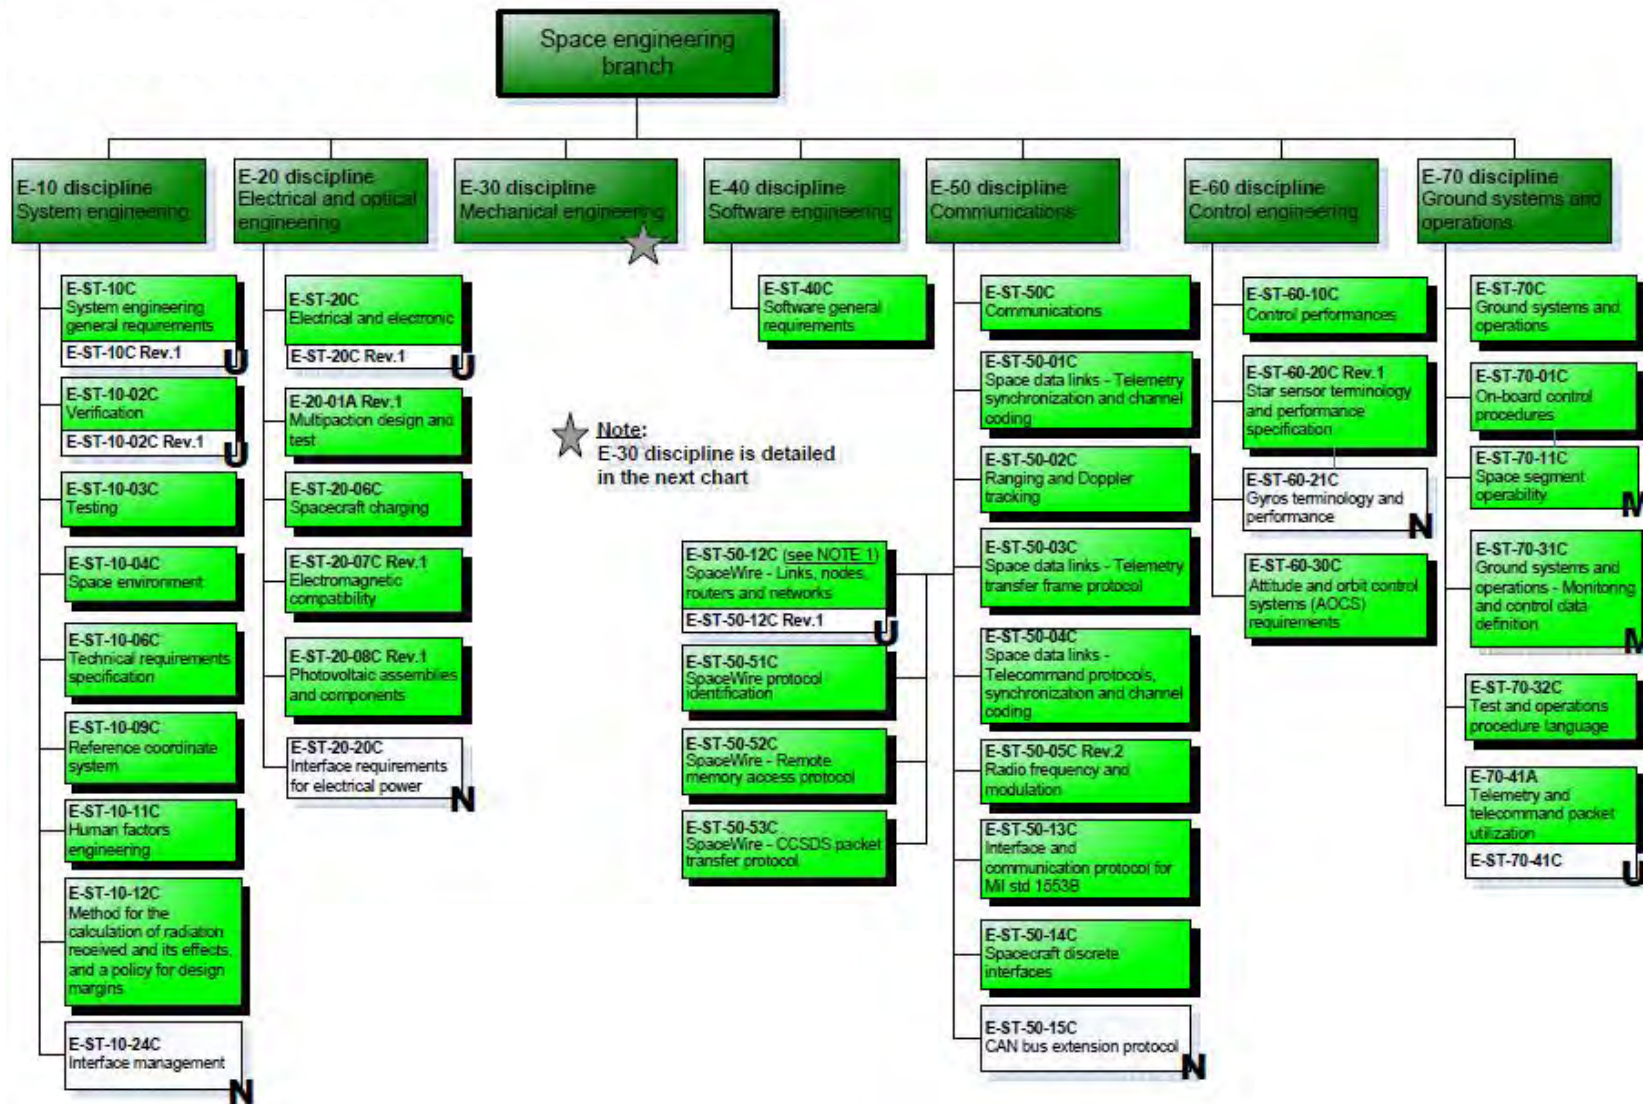 Space engineering
branch
E-10 discipline
System engineering
E-20 discipline
Electrical and optical
engineering
E-30 discipline
Mechanical engineering
E-40 discipline
Software engineering
E-50 discipline
Communications
E-60 discipline
Control engineering
E-70 discipline
Ground systems and
operations
E-ST-10C
System engineering
general requirements
E-ST-10C Rev.1
U
E-ST-10-02C
Verification
E-ST-10-02C Rev.1
U
E-ST-10-03C
Testing
E-ST-10-04C
Space environment
E-ST-10-06C
Technical requirements
specification
E-ST-10-09C
Reference coordinate
system
E-ST-10-11C
Human factors
engineering
E-ST-10-12C
Method for the
calculation of radiation
received and its effects,
and a policy for design
margins
E-ST-10-24C
Interface management
N
E-ST-20C
Electrical and electronic
E-ST-20C Rev.1
U
E-20-01A Rev.1
Multipaction design and
test
E-ST-20-06C
Spacecraft charging
E-ST-20-07C Rev.1
Electromagnetic
compatibility
E-ST-20-08C Rev.1
Photovoltaic assemblies
and components
E-ST-20-20C
Interface requirements
for electrical power
N
Note:
E-30 discipline is detailed
in the next chart
E-ST-40C
Software general
requirements
E-ST-50-12C (see NOTE 1)
SpaceWire - Links, nodes,
routers and networks
E-ST-50-12C Rev.1
U
E-ST-50-51C
SpaceWire protocol
identification
E-ST-50-52C
SpaceWire - Remote
memory access protocol
E-ST-50-53C
SpaceWire - CCSDS packet
transfer protocol
E-ST-50C
Communications
E-ST-50-01C
Space data links - Telemetry
synchronization and channel
coding
E-ST-50-02C
Ranging and Doppler
tracking
E-ST-50-03C
Space data links - Telemetry
transfer frame protocol
E-ST-50-04C
Space data links -
Telecommand protocols,
synchronization and channel
coding
E-ST-50-05C Rev.2
Radio frequency and
modulation
E-ST-50-13C
Interface and
communication protocol for
Mil std 1553B
E-ST-50-14C
Spacecraft discrete
interfaces
E-ST-50-15C
CAN bus extension protocol
N
E-ST-60-10C
Control performances
E-ST-60-20C Rev.1
Star sensor terminology
and performance
specification
E-ST-60-21C
Gyros terminology and
performance
N
E-ST-60-30C
Attitude and orbit control
systems (AOCS)
requirements
E-ST-70C
Ground systems and
operations
E-ST-70-01C
On-board control
procedures
E-ST-70-11C
Space segment
operability
M
E-ST-70-31C
Ground systems and
operations - Monitoring
and control data
definition
M
E-ST-70-32C
Test and operations
procedure language
E-70-41A
Telemetry and
telecommand packet
utilization
E-ST-70-41C
U